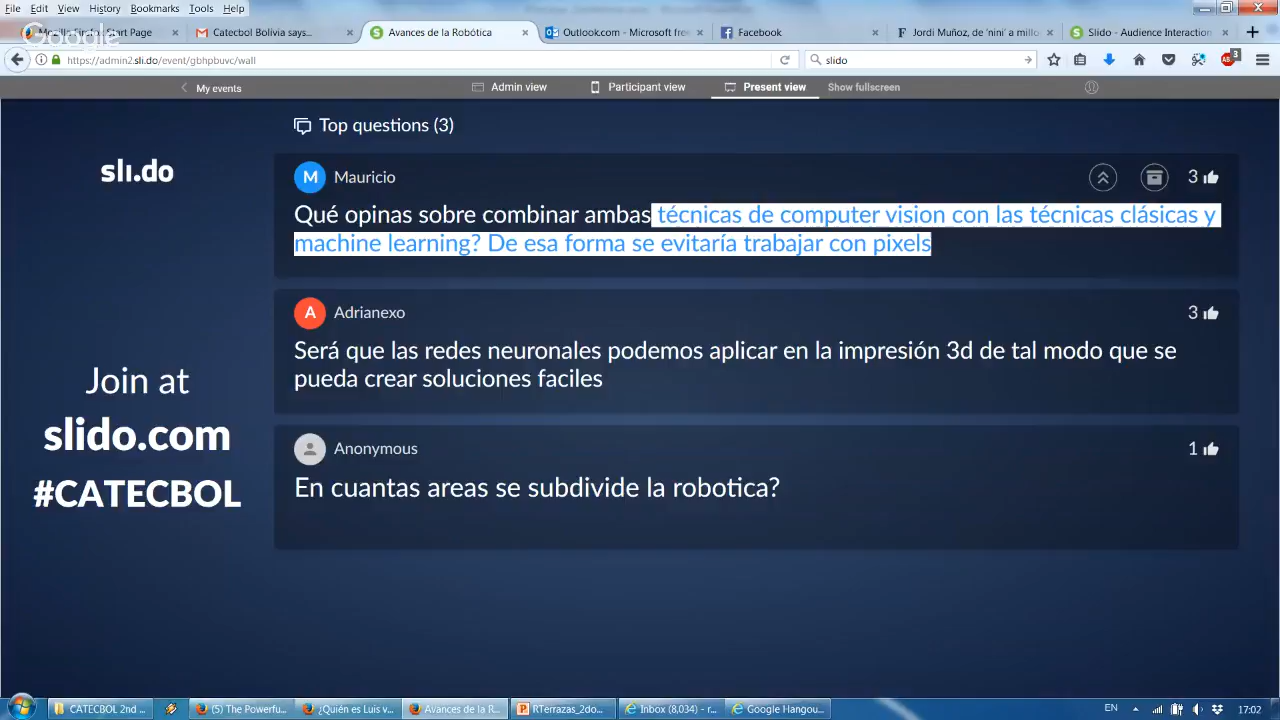 File Edit View History Bookmarks Tools Help
Google
Start Page
Catecbol Bolivia says...
Avances de la Robótica
Outlook.com - Microsoft fre
Facebook
Jordi Muñoz, de 'nini' a millo
Slido - Audience Interaction
https://admin2.sli.do/event/gbhpbuvc/wall
slido
3
My events
Admin view
Participant view
Present view
Show fullscreen
Top questions (3)
sli.do
M Mauricio 3
Qué opinas sobre combinar ambas técnicas de computer vision con las técnicas clásicas y
machine learning? De esa forma se evitaría trabajar con pixels
A Adrianexo 3
Será que las redes neuronales podemos aplicar en la impresión 3d de tal modo que se
pueda crear soluciones faciles
Anonymous 1
En cuantas areas se subdivide la robotica?
Join at
slido.com
#CATECBOL
CATECBOL 2nd ...
(5) The Powerfu...
¿Quién es Luis v...
Avances de la R...
RTerrazas_2do...
Inbox (8,034) - r...
Google Hangou...
EN
17:02